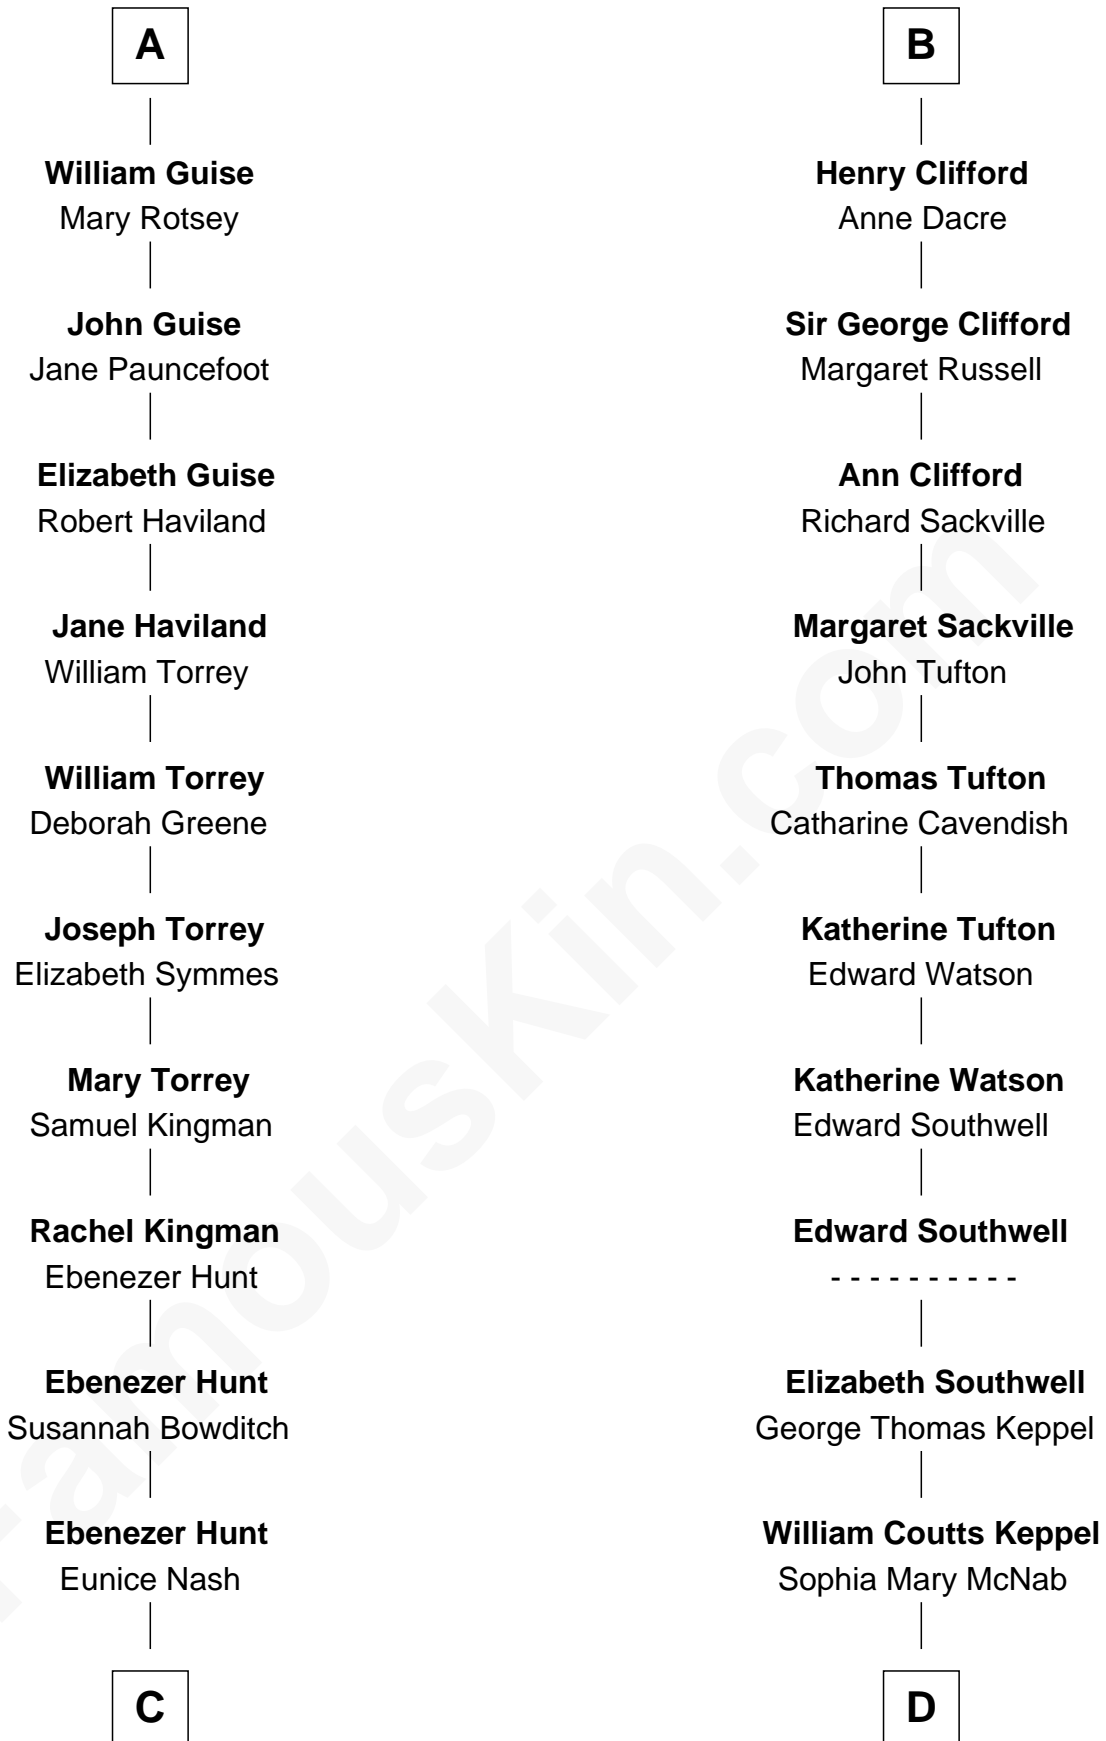 A
B
William Guise
Mary Rotsey
Henry Clifford
Anne Dacre
John Guise
Jane Pauncefoot
Sir George Clifford
Margaret Russell
Elizabeth Guise
Robert Haviland
Ann Clifford
Richard Sackville
Jane Haviland
William Torrey
Margaret Sackville
John Tufton
William Torrey
Deborah Greene
Thomas Tufton
Catharine Cavendish
Joseph Torrey
Elizabeth Symmes
Katherine Tufton
Edward Watson
Mary Torrey
Samuel Kingman
Katherine Watson
Edward Southwell
Rachel Kingman
Ebenezer Hunt
Edward Southwell
- - - - - - - - - -
Ebenezer Hunt
Susannah Bowditch
Elizabeth Southwell
George Thomas Keppel
Ebenezer Hunt
Eunice Nash
William Coutts Keppel
Sophia Mary McNab
C
D
FamousKin.com